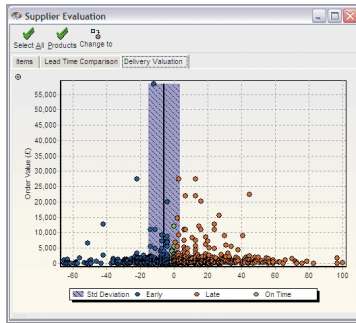 Supplier Evaluation
Select All Products Change to
Items Lead Time Comparison Delivery Valuation
55,000
50,000
45,000
40,000
35,000
30,000
25,000
20,000
15,000
10,000
5,000
0
Order Value (£)
-60 -40 -20 0 20 40 60 80 100
Std Deviation Early Late On Time